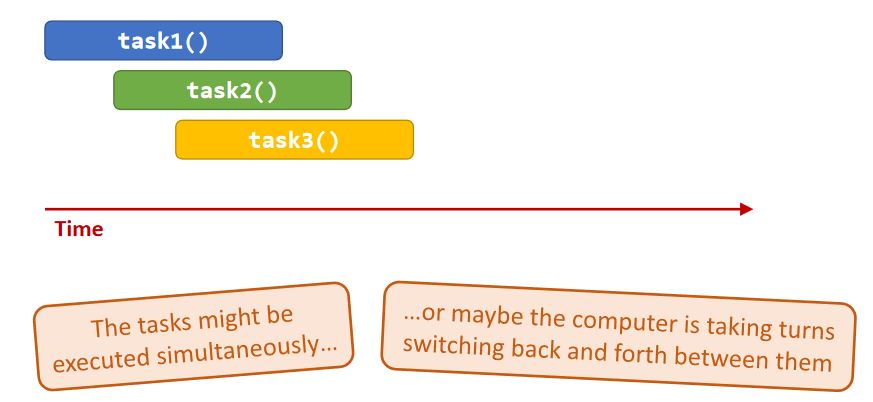 task1()
task2()
task3()
Time
The tasks might be
executed simultaneously...
...or maybe the computer is taking turns
switching back and forth between them